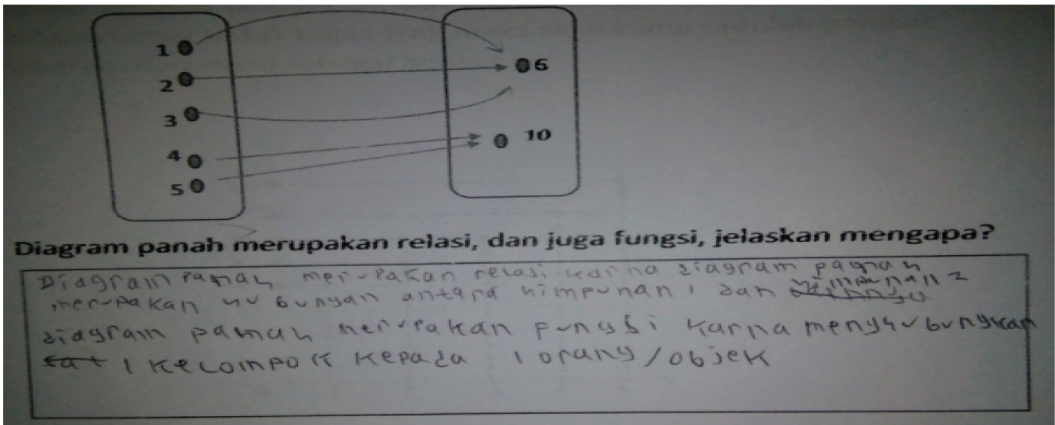 1
2
3
4
5
6
10
Diagram panah merupakan relasi, dan juga fungsi, jelaskan mengapa?
Diagram panah merupakan relasi karna diagram panah
merupakan hubungan antara himpunan 1 dan himpunan 2
diagram panah merupakan fungsi karna menghubungkan
1 kelompok kepada 1 orang/objek